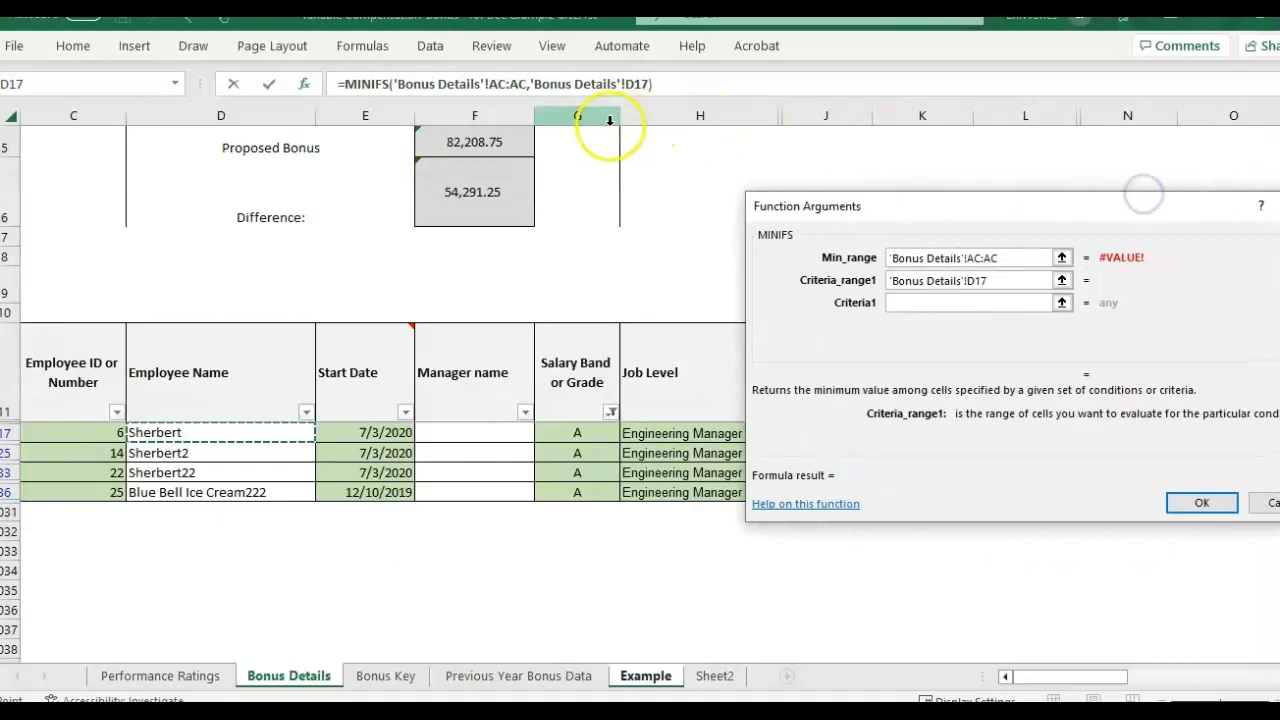 File Home Insert Draw Page Layout Formulas Data Review View Automate Help Acrobat Comments Sha
D17 fx =MINIFS('Bonus Details'!AC:AC,'Bonus Details'!D17)
C D E F G H J K L N O
5 Proposed Bonus 82,208.75
54,291.25
6 Difference:
7
8
9
10
Employee ID or Number Employee Name Start Date Manager name Salary Band or Grade Job Level
11
17 6 Sherbert 7/3/2020 A Engineering Manager
25 14 Sherbert2 7/3/2020 A Engineering Manager
33 22 Sherbert22 7/3/2020 A Engineering Manager
36 25 Blue Bell Ice Cream222 12/10/2019 A Engineering Manager
031
032
033
034
035
036
037
038
Function Arguments ?
MINIFS
Min_range 'Bonus Details'!AC:AC = #VALUE!
Criteria_range1 'Bonus Details'!D17 =
Criteria1 = any
=
Returns the minimum value among cells specified by a given set of conditions or criteria.
Criteria_range1: is the range of cells you want to evaluate for the particular cond
Formula result =
Help on this function OK Ca
Performance Ratings Bonus Details Bonus Key Previous Year Bonus Data Example Sheet2
Accessibility: Investigate Display Settings